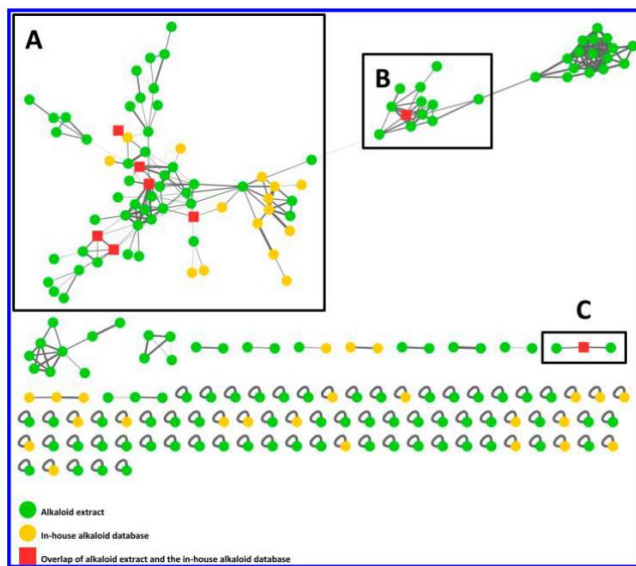 A
B
C
Alkaloid extract
In-house alkaloid database
Overlap of alkaloid extract and the in-house alkaloid database